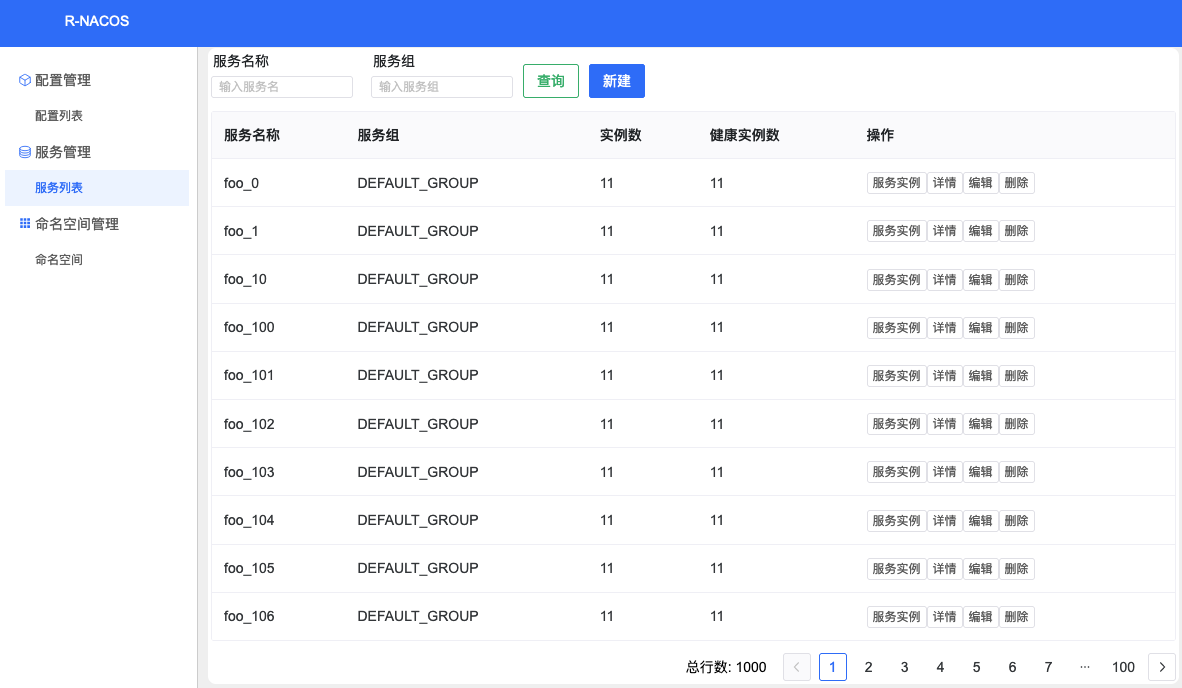 R-NACOS
配置管理
配置列表
服务管理
服务列表
命名空间管理
命名空间
服务名称 服务组
输入服务名 输入服务组 查询 新建
服务名称 服务组 实例数 健康实例数 操作
foo_0 DEFAULT_GROUP 11 11 服务实例 详情 编辑 删除
foo_1 DEFAULT_GROUP 11 11 服务实例 详情 编辑 删除
foo_10 DEFAULT_GROUP 11 11 服务实例 详情 编辑 删除
foo_100 DEFAULT_GROUP 11 11 服务实例 详情 编辑 删除
foo_101 DEFAULT_GROUP 11 11 服务实例 详情 编辑 删除
foo_102 DEFAULT_GROUP 11 11 服务实例 详情 编辑 删除
foo_103 DEFAULT_GROUP 11 11 服务实例 详情 编辑 删除
foo_104 DEFAULT_GROUP 11 11 服务实例 详情 编辑 删除
foo_105 DEFAULT_GROUP 11 11 服务实例 详情 编辑 删除
foo_106 DEFAULT_GROUP 11 11 服务实例 详情 编辑 删除
总行数: 1000 < 1 2 3 4 5 6 7 ··· 100 >